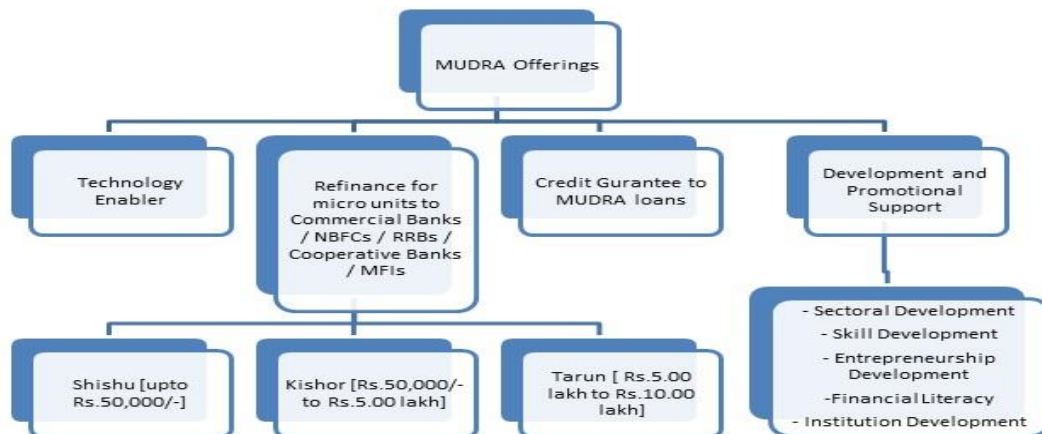 MUDRA Offerings
Technology
Enabler
Refinance for
micro units to
Commercial Banks
/ NBFCs / RRBs /
Cooperative Banks
/ MFIs
Credit Gurantee to
MUDRA loans
Development and
Promotional
Support
Shishu [upto
Rs.50,000/-]
Kishor [Rs.50,000/-
to Rs.5.00 lakh]
Tarun [ Rs.5.00
lakh to Rs.10.00
lakh]
- Sectoral Development
- Skill Development
- Entrepreneurship
Development
-Financial Literacy
- Institution Development